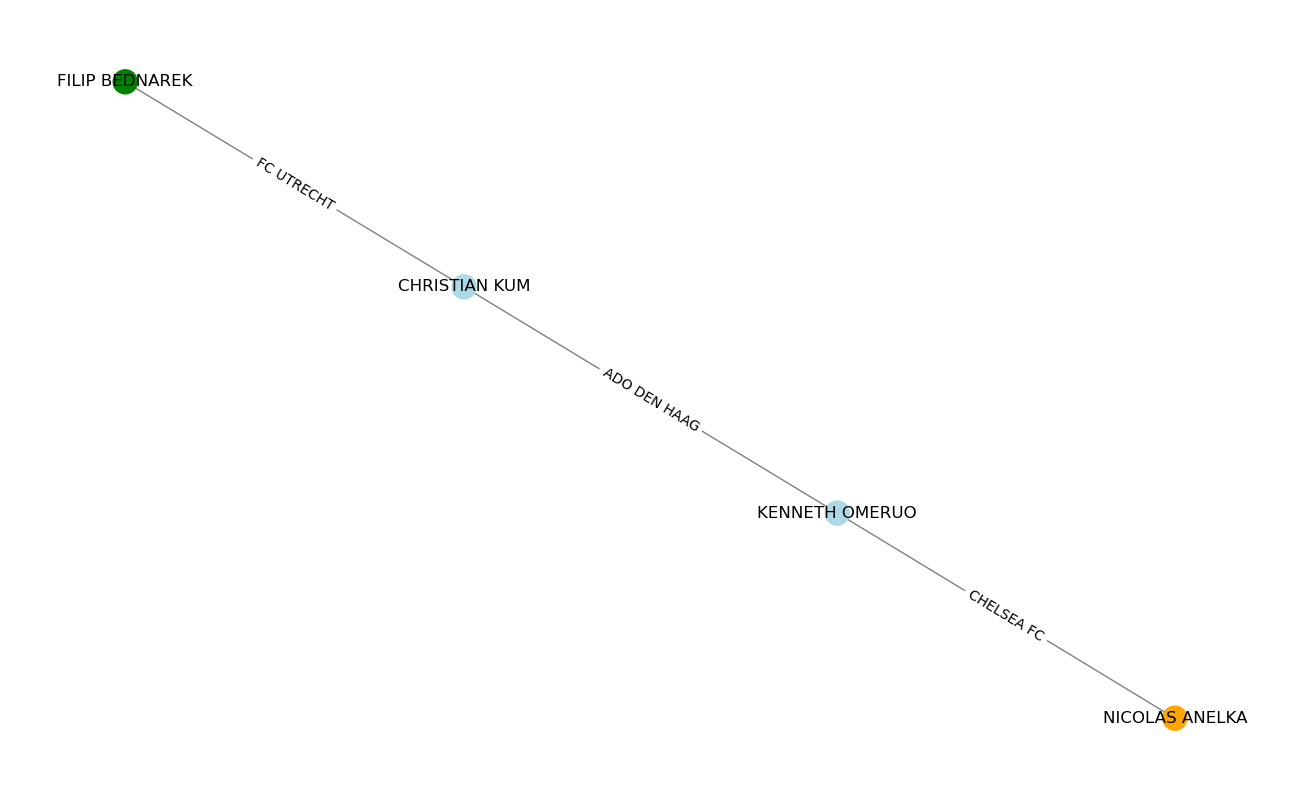 FILIP BEDNAREK
FC UTRECHT
CHRISTIAN KUM
ADO DEN HAAG
KENNETH OMERUO
CHELSEA FC
NICOLAS ANELKA